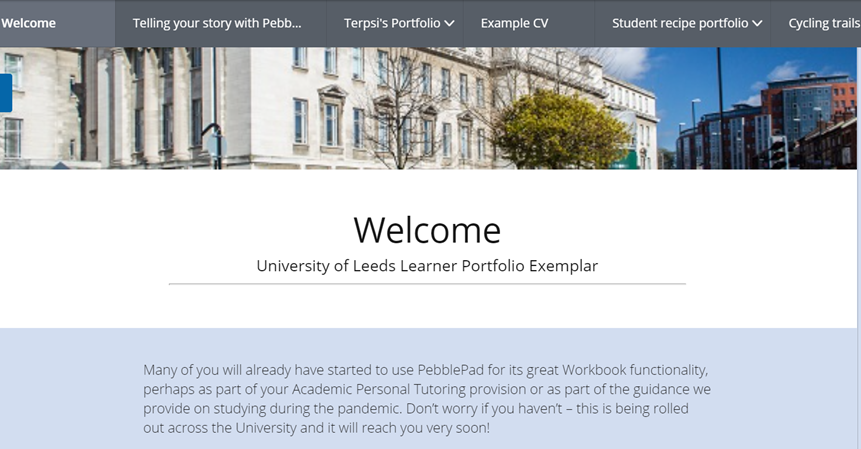 Welcome Telling your story with Pebb... Terpsi's Portfolio Example CV Student recipe portfolio Cycling trails
Welcome
University of Leeds Learner Portfolio Exemplar
Many of you will already have started to use PebblePad for its great Workbook functionality,
perhaps as part of your Academic Personal Tutoring provision or as part of the guidance we
provide on studying during the pandemic. Don’t worry if you haven’t – this is being rolled
out across the University and it will reach you very soon!